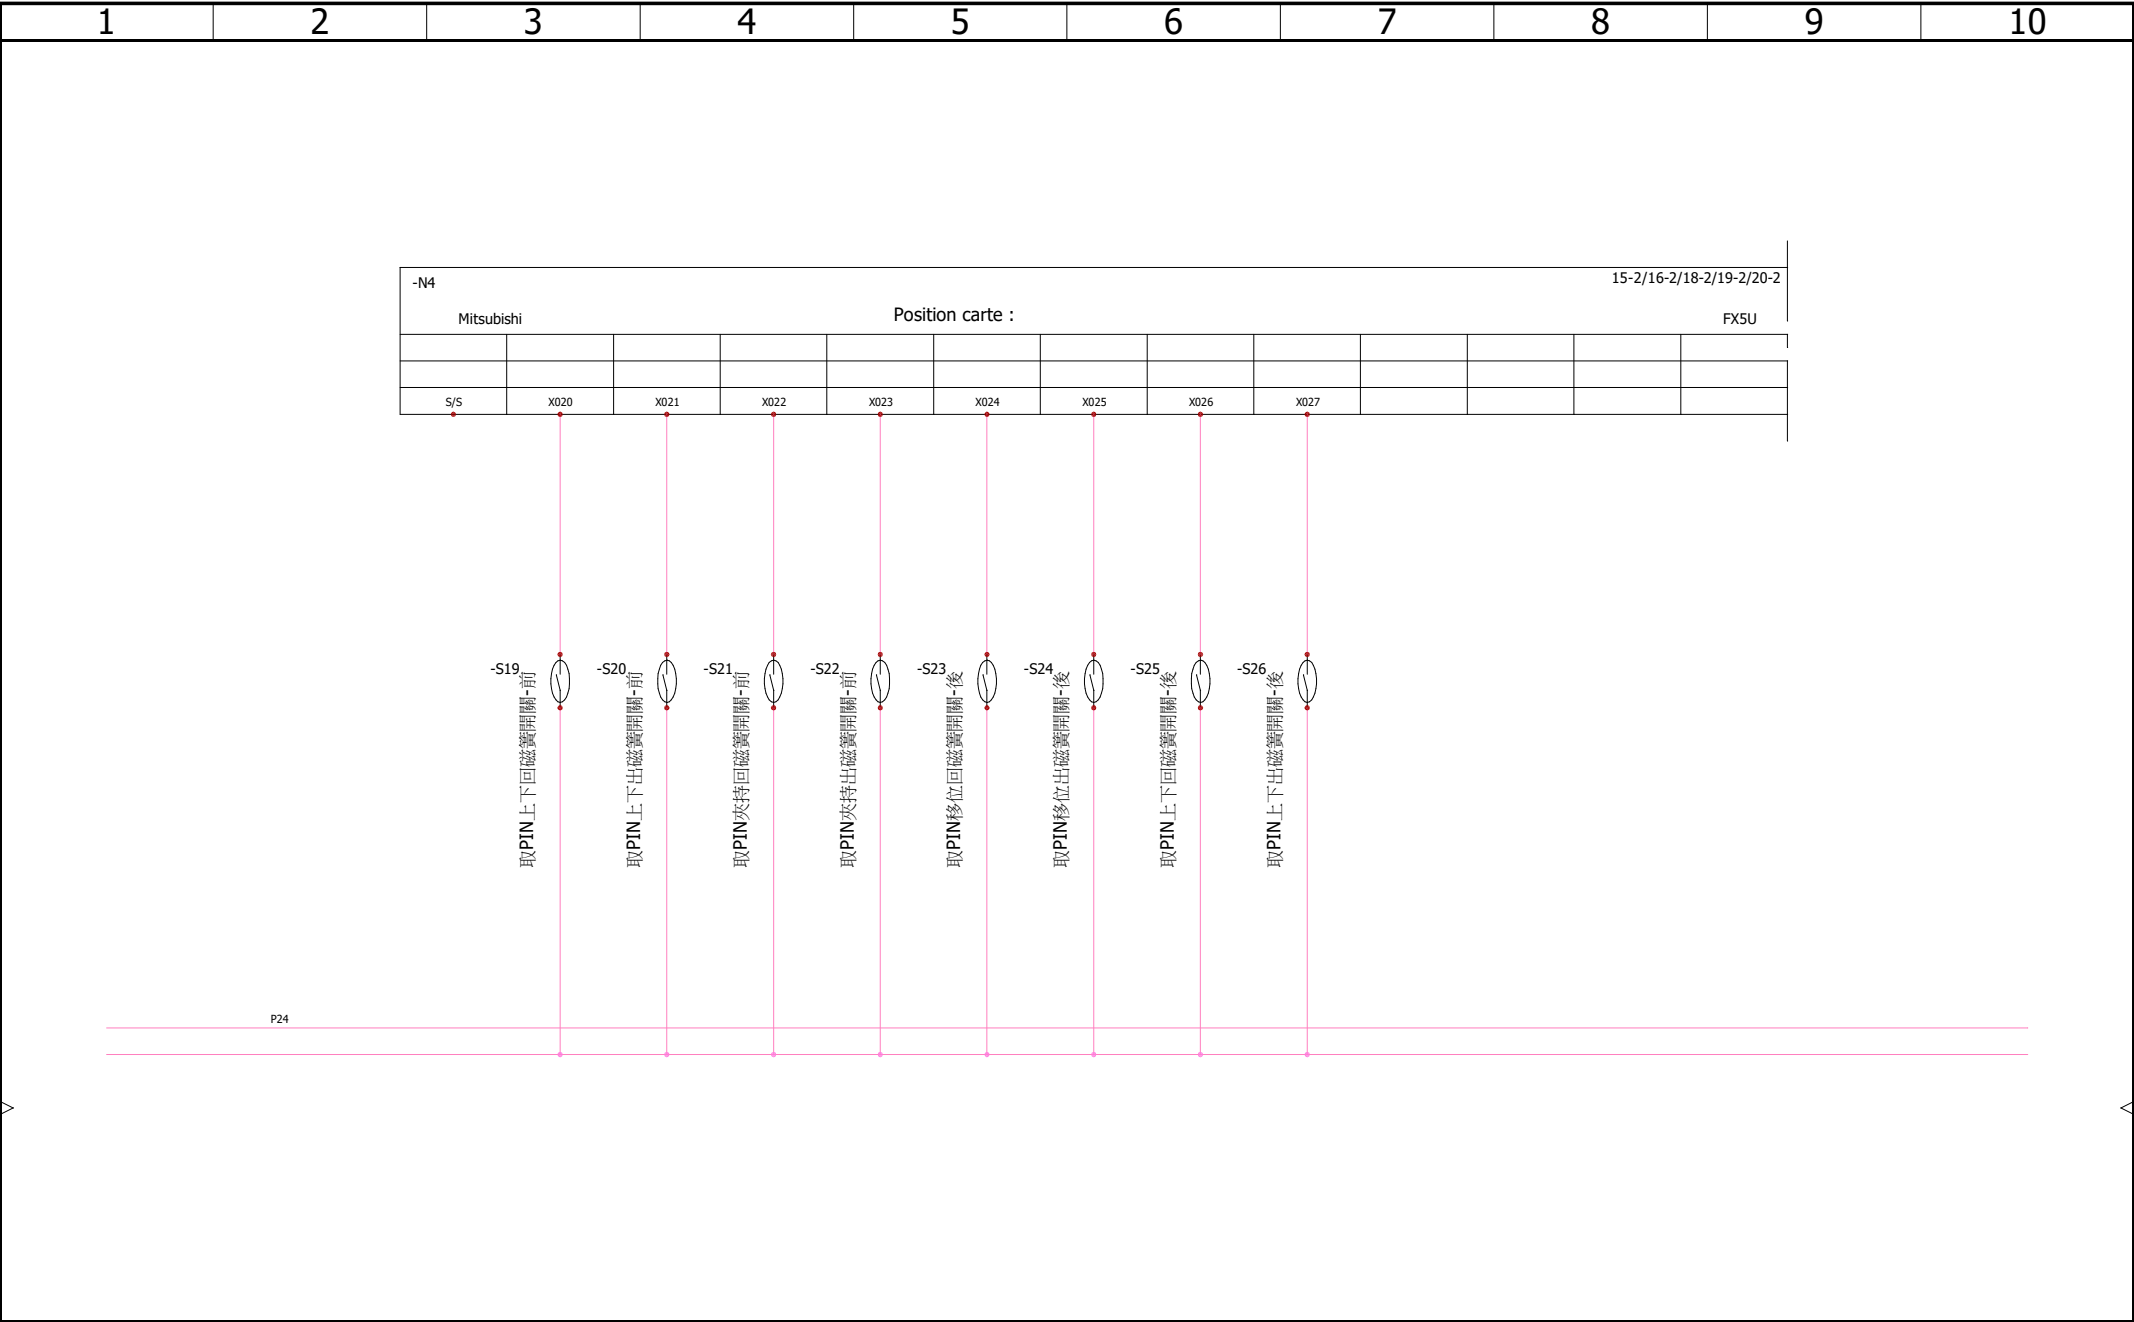 1 2 3 4 5 6 7 8 9 10
-N4 15-2/16-2/18-2/19-2/20-2
Mitsubishi Position carte : FX5U
S/S X020 X021 X022 X023 X024 X025 X026 X027
-S19 -S20 -S21 -S22 -S23 -S24 -S25 -S26
取PIN上下回磁簧開關-前
取PIN上下出磁簧開關-前
取PIN夾持回磁簧開關-前
取PIN夾持出磁簧開關-前
取PIN移位回磁簧開關-後
取PIN移位出磁簧開關-後
取PIN上下回磁簧開關-後
取PIN上下出磁簧開關-後
P24